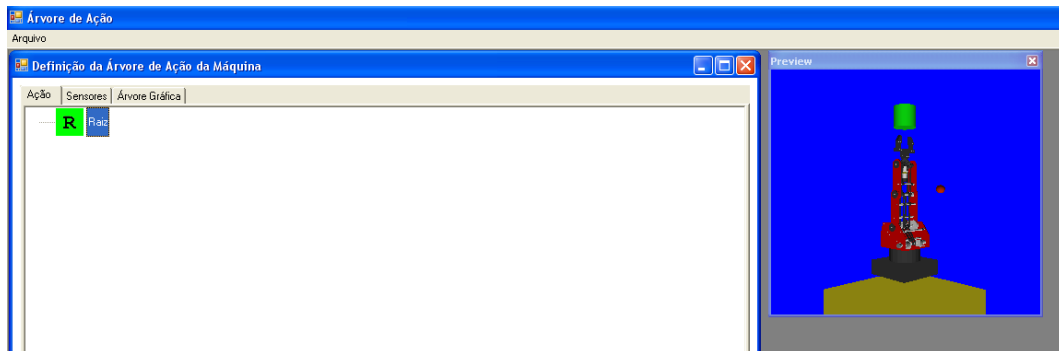 Árvore de Ação
Arquivo
Definição da Árvore de Ação da Máquina
Preview
Ação Sensores Árvore Gráfica
R Raiz